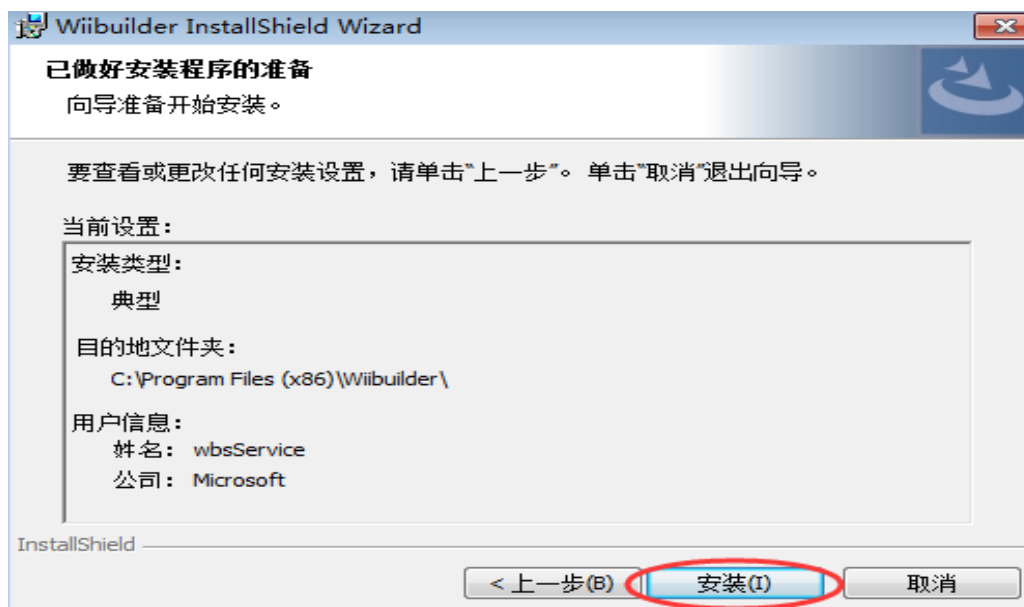 Wiibuilder InstallShield Wizard
已做好安装程序的准备
向导准备开始安装。
要查看或更改任何安装设置，请单击“上一步”。 单击“取消”退出向导。
当前设置：
安装类型：
典型
目的地文件夹：
C:\Program Files (x86)\Wiibuilder\
用户信息：
姓名： wbsService
公司： Microsoft
InstallShield
< 上一步(B) 安装(I) 取消